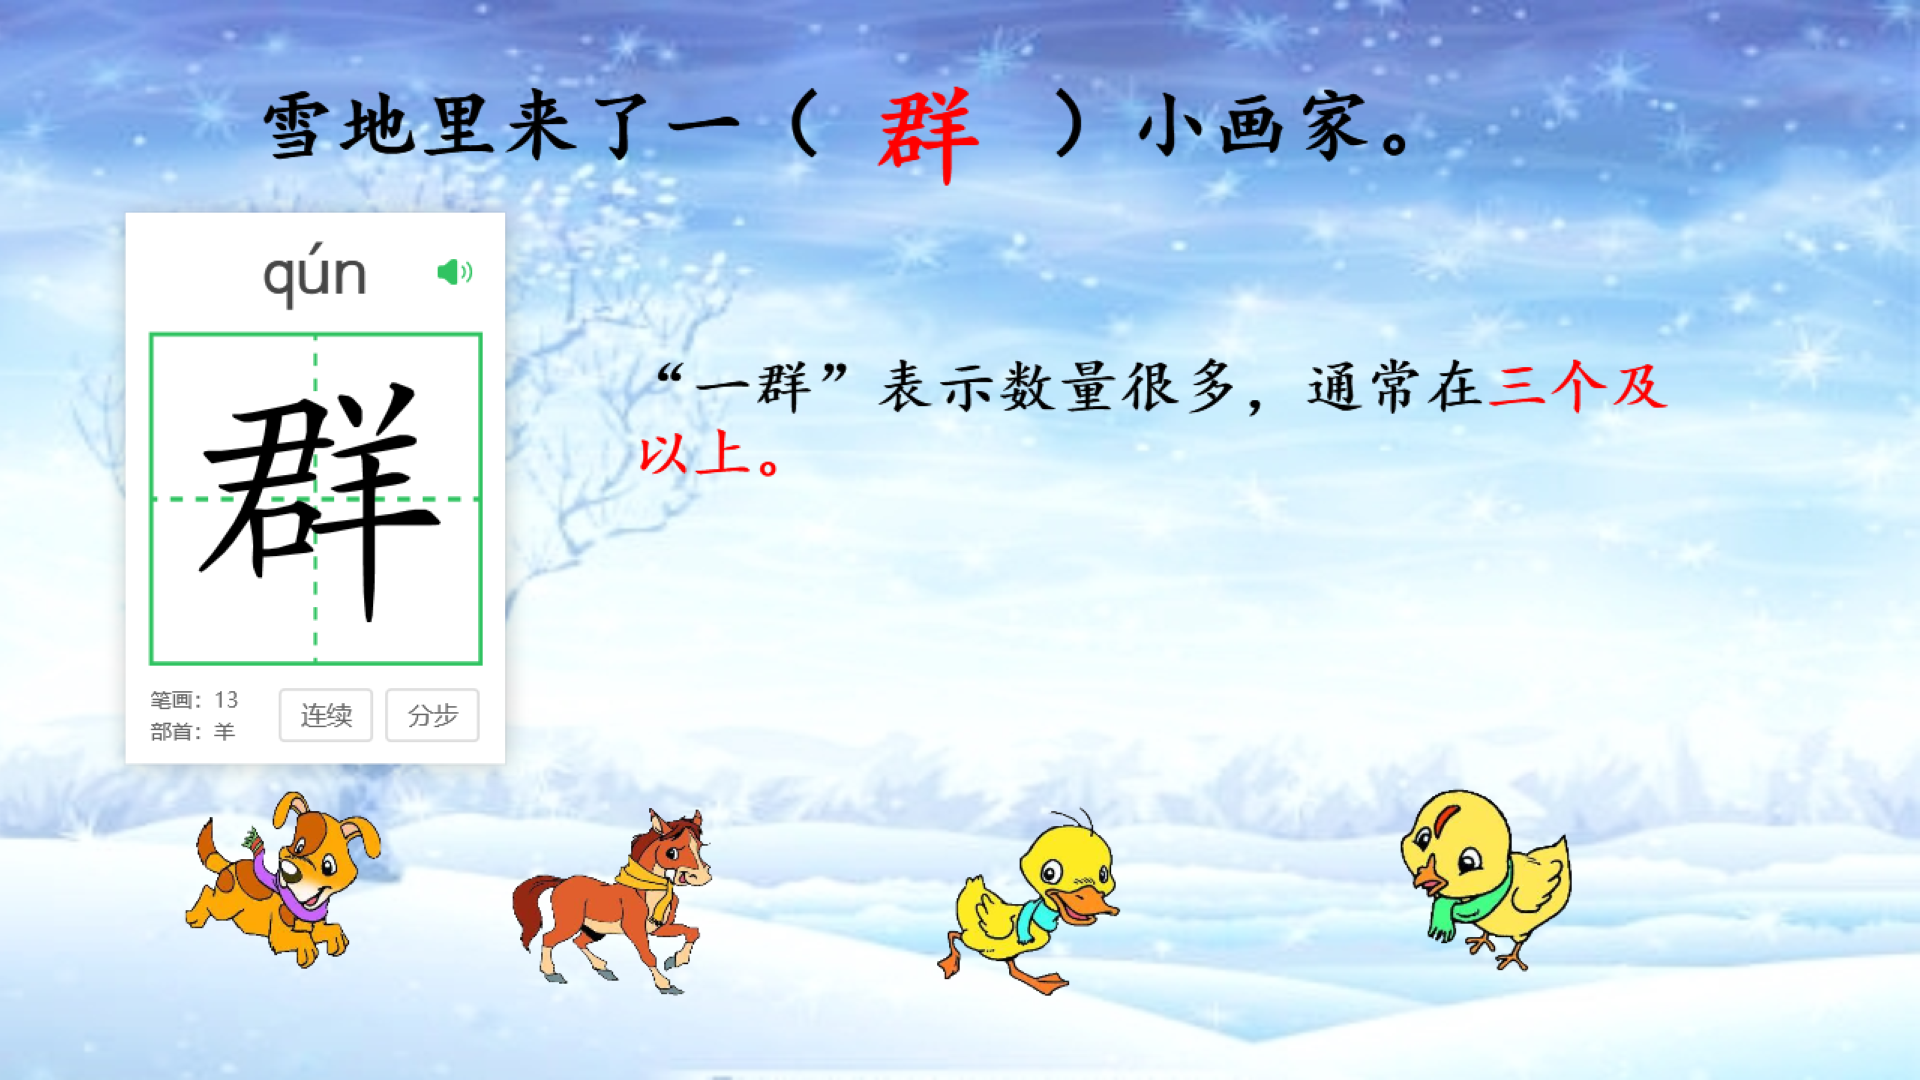 雪地里来了一（ 群 ）小画家。
qún
群
笔画：13
部首：羊
连续 分步
“一群”表示数量很多，通常在三个及
以上。